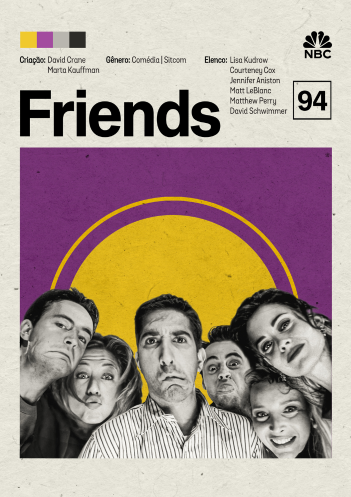 NBC
Criação: David Crane
Marta Kauffman
Gênero: Comédia | Sitcom
Elenco: Lisa Kudrow
Courteney Cox
Jennifer Aniston
Matt LeBlanc
Matthew Perry
David Schwimmer
94
Friends